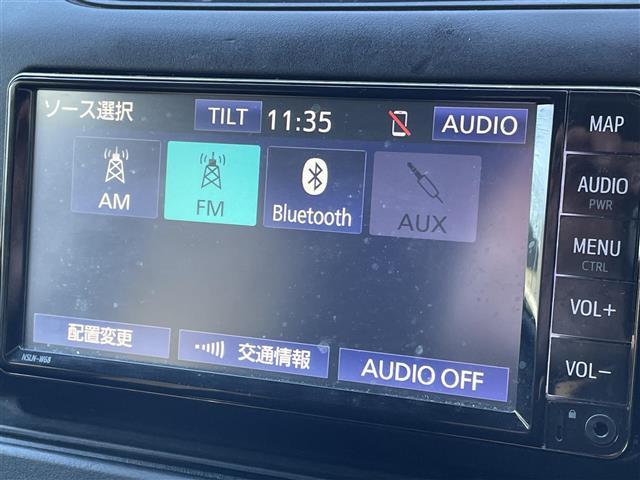 ソース選択 TILT 11:35 AUDIO
AM FM Bluetooth AUX
配置変更 交通情報 AUDIO OFF
NSLN-W68
MAP
AUDIO
PWR
MENU
CTRL
VOL+
VOL-